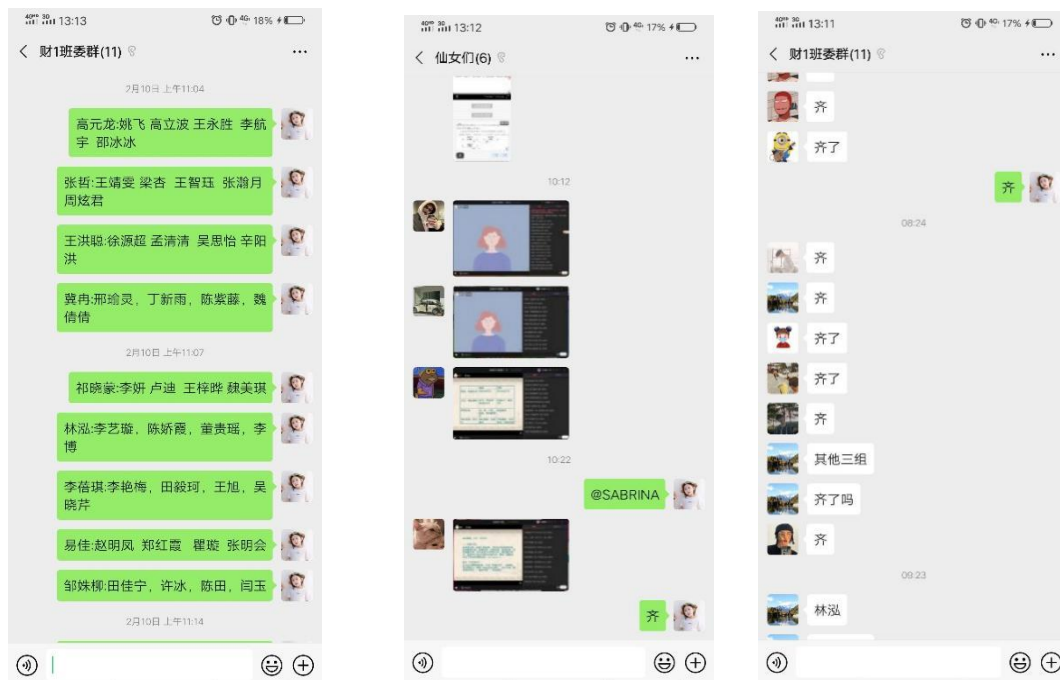 13:13
4G 18%
财1班委群(11)
2月10日 上午11:04
高元龙:姚飞 高立波 王永胜 李航
宇 邵冰冰
张哲:王靖雯 梁杏 王智珏 张瀚月
周炫君
王洪聪:徐源超 孟清清 吴思怡 辛阳
洪
冀冉:邢瑜灵，丁新雨，陈紫藤，魏
倩倩
2月10日 上午11:07
祁晓蒙:李妍 卢迪 王梓晔 魏美琪
林泓:李艺璇，陈娇霞，董贵瑶，李
博
李蓓琪:李艳梅，田毅珂，王旭，吴
晓芹
易佳:赵明凤 郑红霞 瞿璇 张明会
邹姝柳:田佳宁，许冰，陈田，闫玉
2月10日 上午11:14
13:12
4G 17%
仙女们(6)
10:12
10:22
@SABRINA
齐
13:11
4G 17%
财1班委群(11)
齐
齐了
齐
08:24
齐
齐
齐了
齐了
齐
其他三组
齐了吗
齐
09:23
林泓